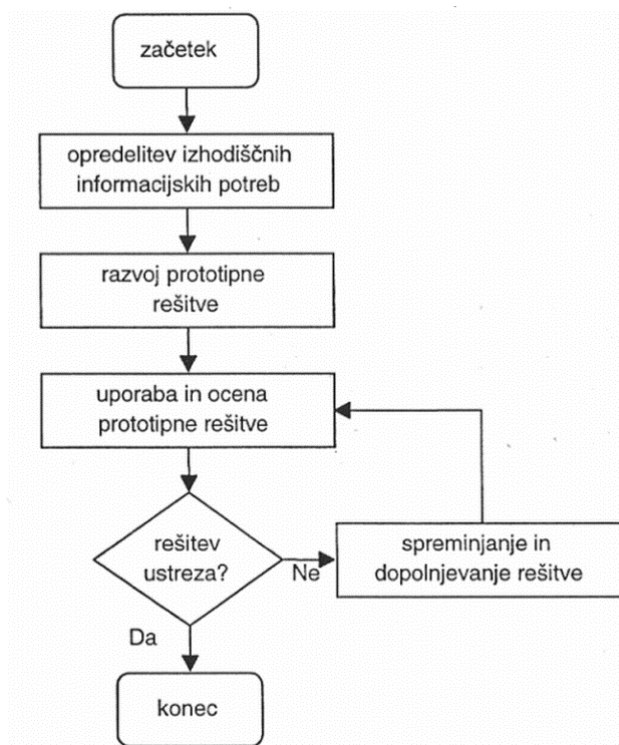 začetek
opredelitev izhodiščnih
informacijskih potreb
razvoj prototipne
rešitve
uporaba in ocena
prototipne rešitve
rešitev
ustreza?
Ne
spreminjanje in
dopolnjevanje rešitve
Da
konec